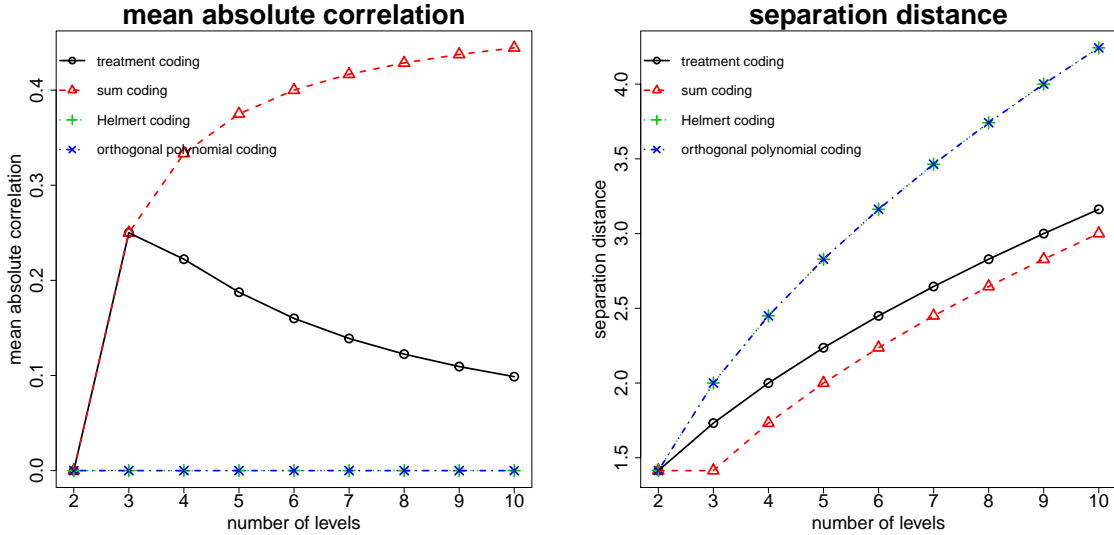 mean absolute correlation
treatment coding
sum coding
Helmert coding
orthogonal polynomial coding
mean absolute correlation
0.4
0.3
0.2
0.1
0.0
2 3 4 5 6 7 8 9 10
number of levels
separation distance
treatment coding
sum coding
Helmert coding
orthogonal polynomial coding
separation distance
4.0
3.5
3.0
2.5
2.0
1.5
2 3 4 5 6 7 8 9 10
number of levels